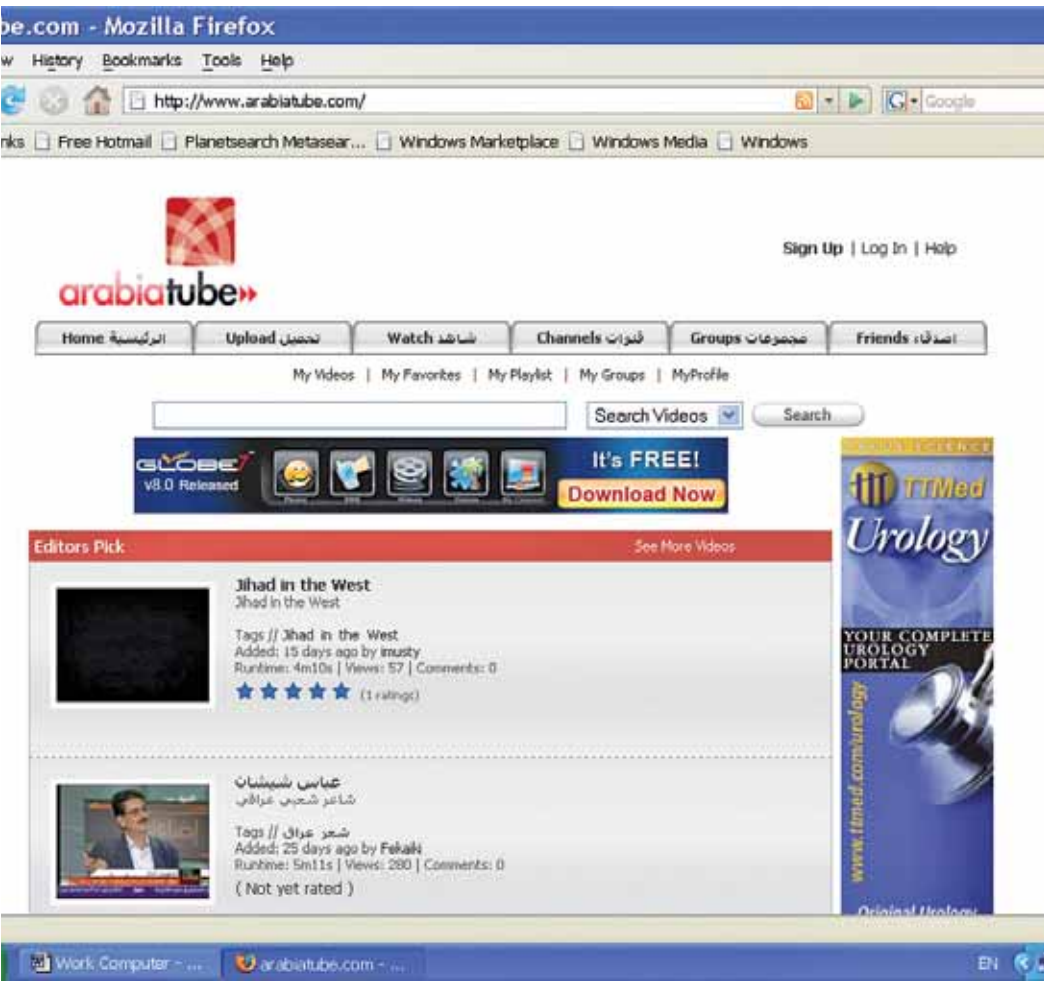 be.com - Mozilla Firefox
w History Bookmarks Tools Help
http://www.arabiatube.com/ G Google
nks Free Hotmail Planetsearch Metasear... Windows Marketplace Windows Media Windows
Sign Up | Log In | Help
arabiatube»
Home الرئيسية Upload تحميل Watch شاهد Channels قنوات Groups مجموعات Friends اصدقاء
My Videos | My Favorites | My Playlist | My Groups | MyProfile
Search Videos Search
GLOBE7
v8.0 Released
It's FREE!
Download Now
Editors Pick See More Videos
Jihad in the West
Jihad in the West
Tags // Jihad in the West
Added: 15 days ago by imusty
Runtime: 4m10s | Views: 57 | Comments: 0
(1 ratings)
عباس شيشان
شاعر شعبي عراقي
Tags // شعر عراق
Added: 25 days ago by Fekaiki
Runtime: 5m11s | Views: 280 | Comments: 0
( Not yet rated )
TTMed
Urology
YOUR COMPLETE
UROLOGY
PORTAL
www.ttmed.com/urology
Original Urology
Work Computer - ... arabiatube.com - ... EN